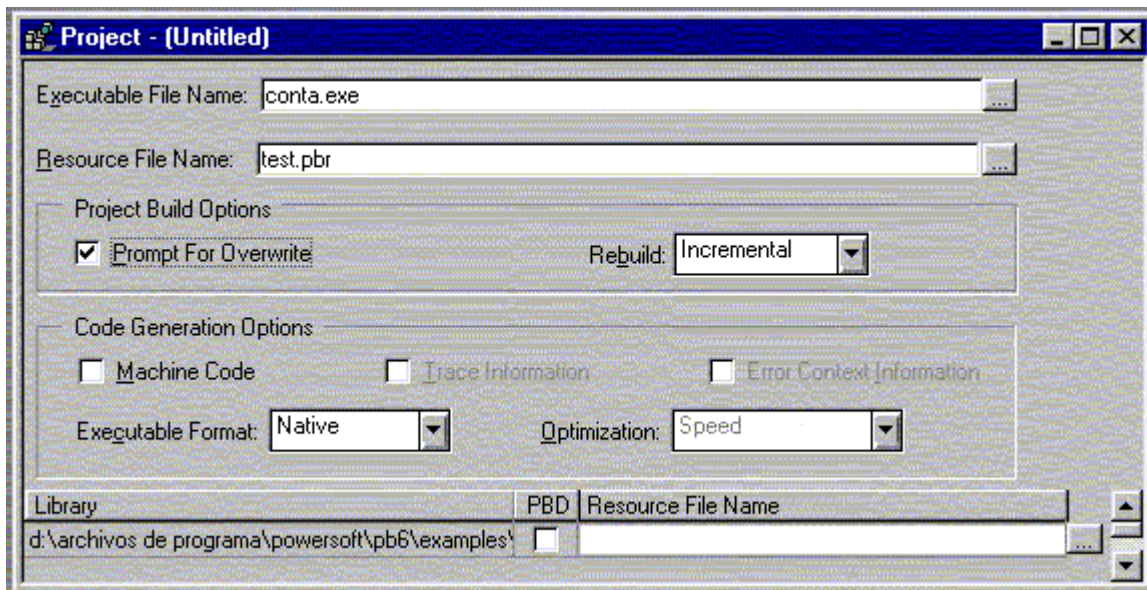 Project - (Untitled)
Executable File Name: conta.exe ...
Resource File Name: test.pbr ...
Project Build Options
Prompt For Overwrite Rebuild: Incremental
Code Generation Options
Machine Code Trace Information Error Context Information
Executable Format: Native Optimization: Speed
Library PBD Resource File Name
d:\archivos de programa\powersoft\pb6\examples\ ...